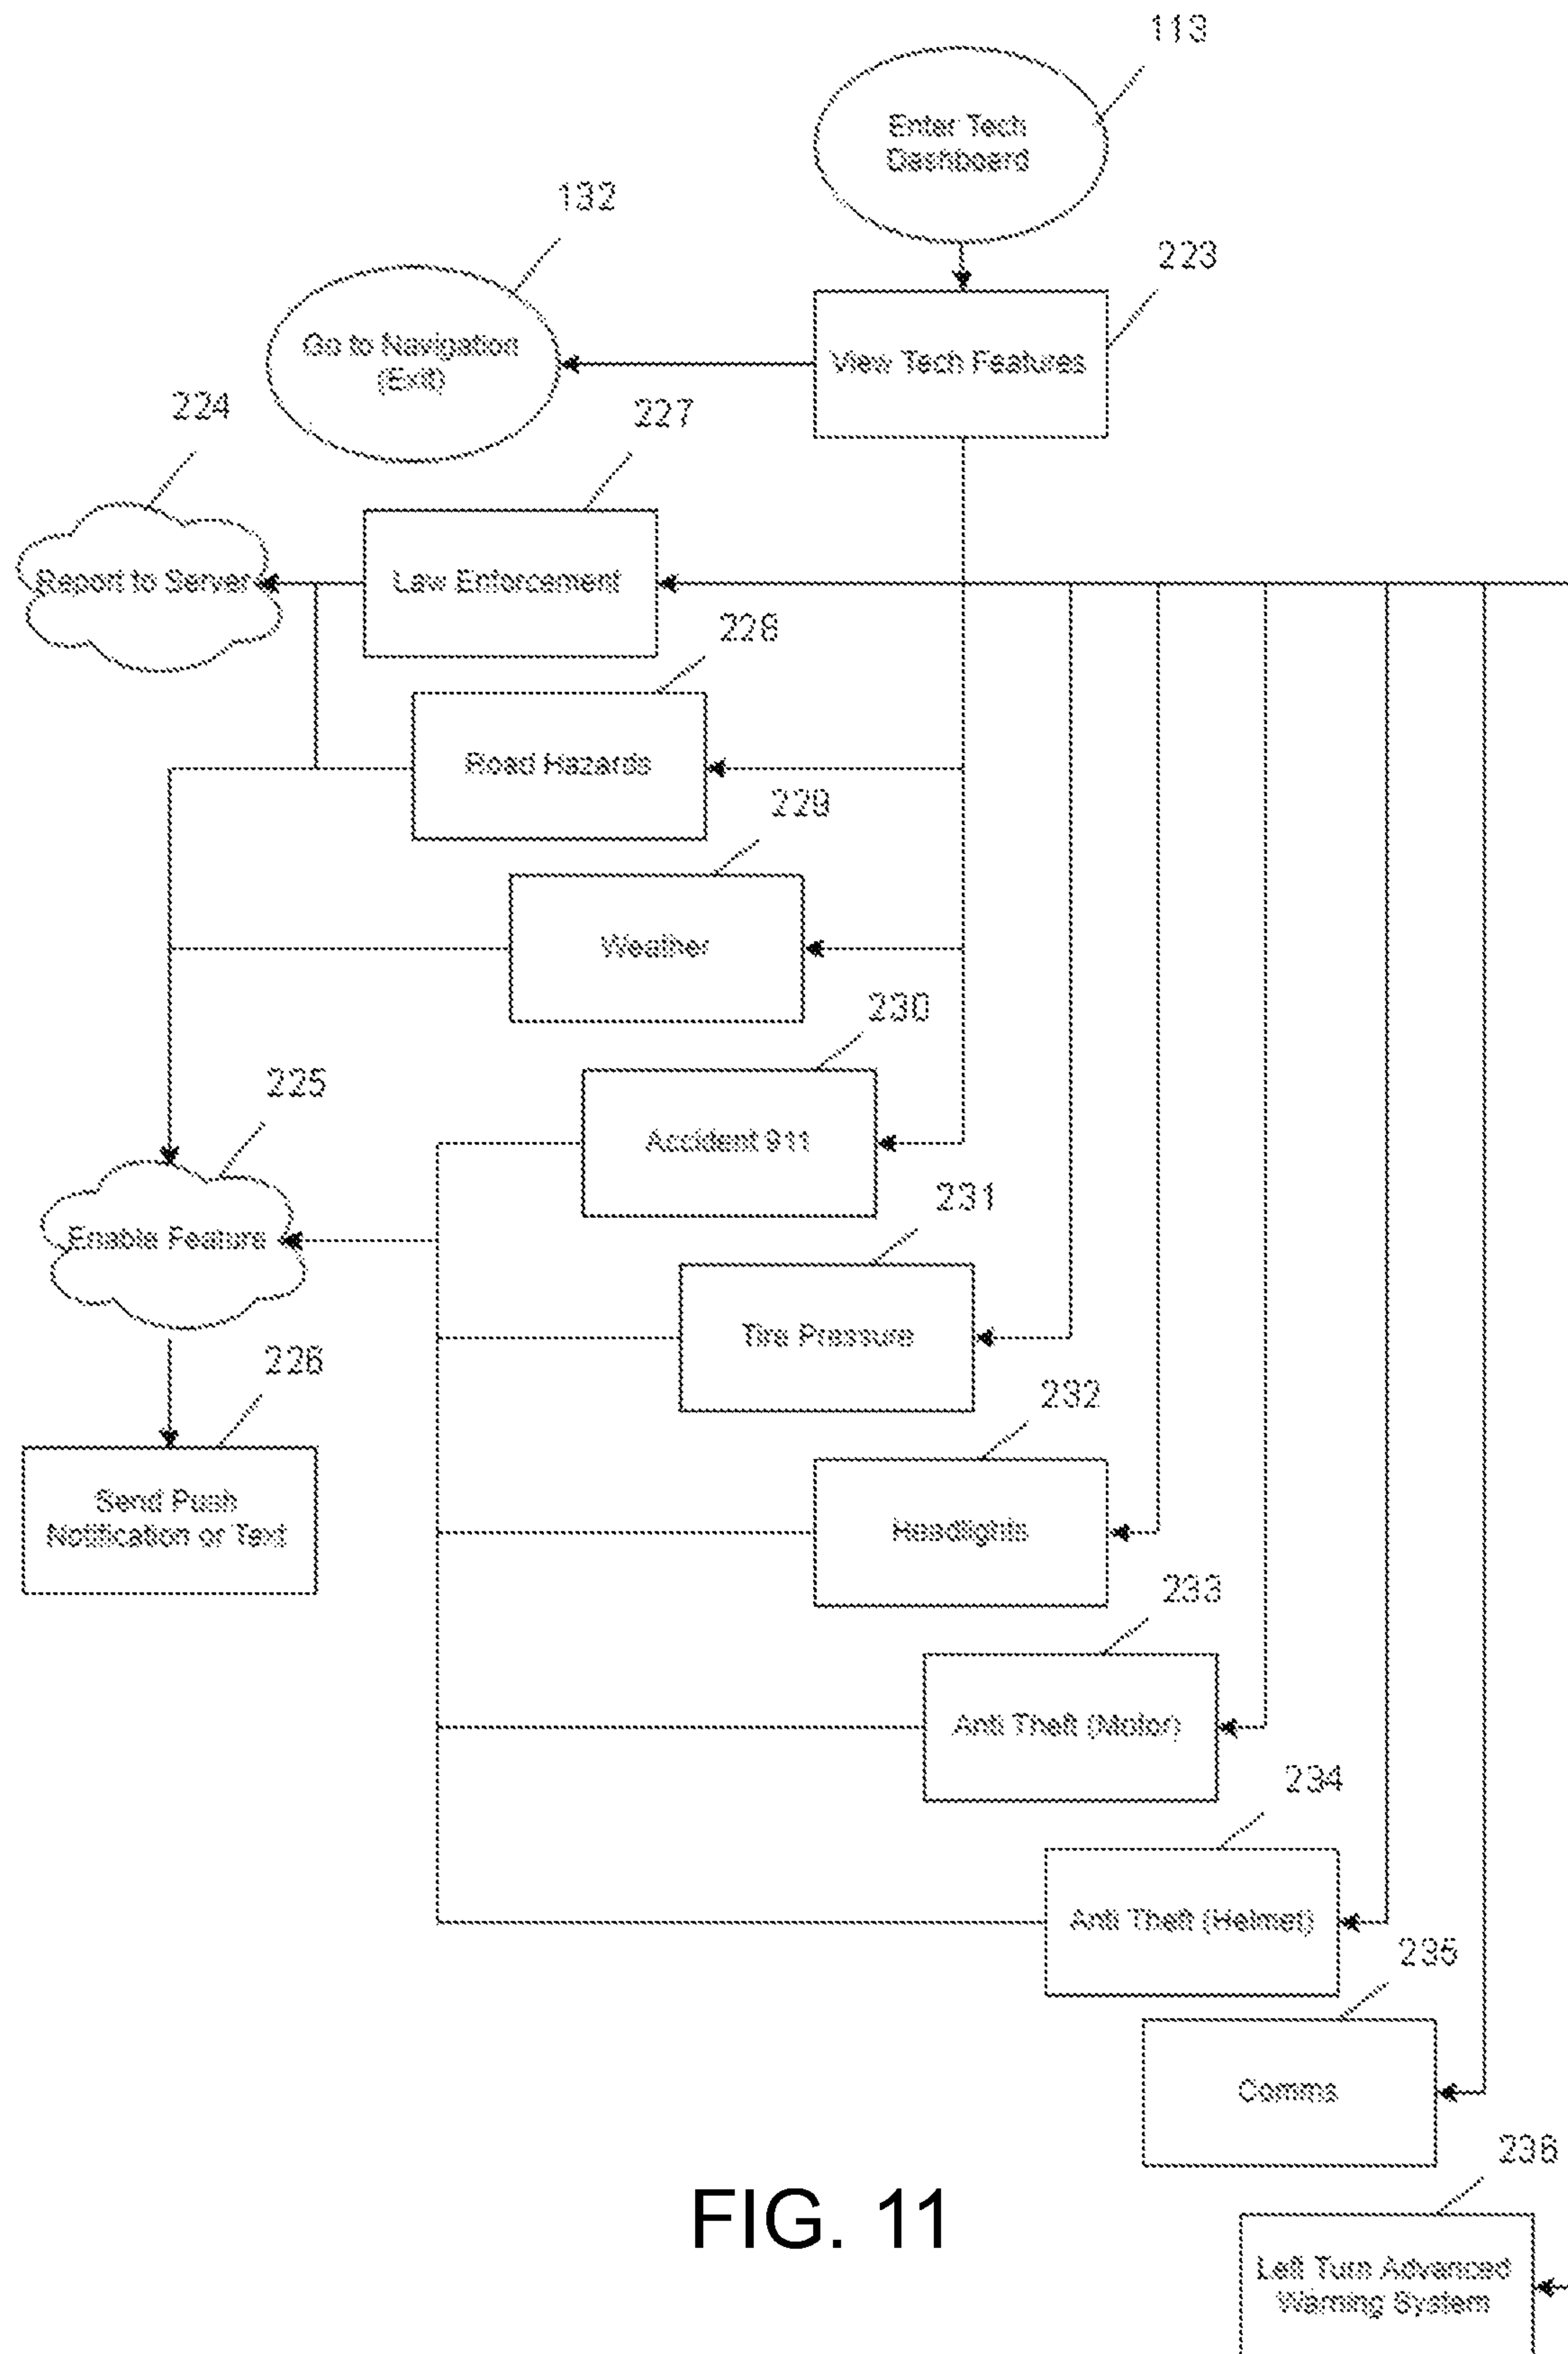 113
Enter Tech
Dashboard
132
223
Go to Navigation
(Exit)
View Tech Features
224
227
Report to Server
Law Enforcement
228
Road Hazards
229
Weather
230
225
Accident 911
231
Enable Feature
Tire Pressure
226
232
Send Push
Notification or Text
Headlights
233
Anti Theft (Motor)
234
Anti Theft (Helmet)
235
Comms
236
FIG. 11
Left Turn Advanced
Warning System